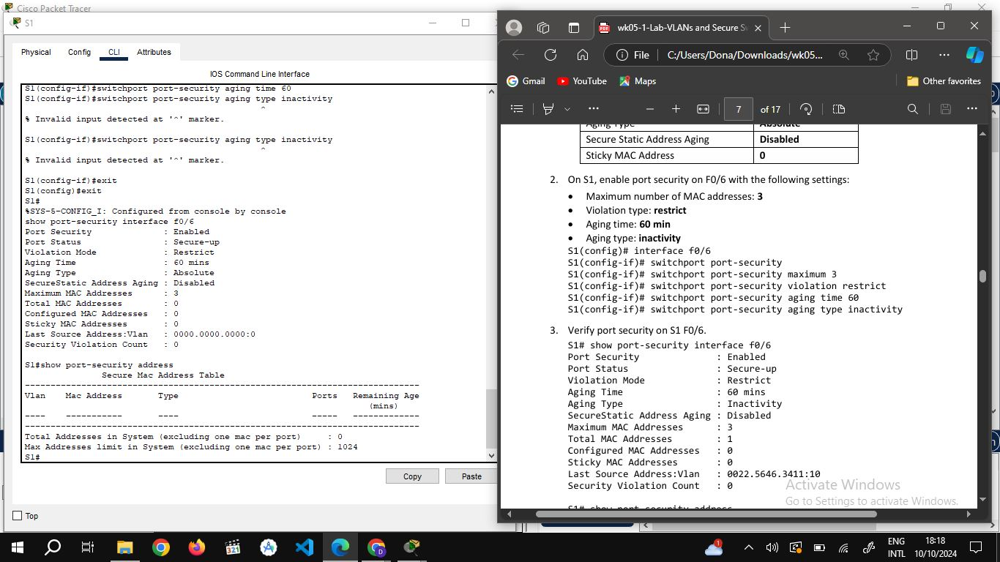 Cisco Packet Tracer
S1
Physical Config CLI Attributes
IOS Command Line Interface
S1(config-if)#switchport port-security aging time 60
S1(config-if)#switchport port-security aging type inactivity
^
% Invalid input detected at '^' marker.
S1(config-if)#switchport port-security aging type inactivity
^
% Invalid input detected at '^' marker.
S1(config-if)#exit
S1(config)#exit
S1#
%SYS-5-CONFIG_I: Configured from console by console
show port-security interface f0/6
Port Security : Enabled
Port Status : Secure-up
Violation Mode : Restrict
Aging Time : 60 mins
Aging Type : Absolute
SecureStatic Address Aging : Disabled
Maximum MAC Addresses : 3
Total MAC Addresses : 0
Configured MAC Addresses : 0
Sticky MAC Addresses : 0
Last Source Address:Vlan : 0000.0000.0000:0
Security Violation Count : 0
S1#show port-security address
Secure Mac Address Table
-----------------------------------------------------------------------------
Vlan Mac Address Type Ports Remaining Age
(mins)
---- ----------- ---- ----- -------------
-----------------------------------------------------------------------------
Total Addresses in System (excluding one mac per port) : 0
Max Addresses limit in System (excluding one mac per port) : 1024
S1#
Copy Paste
Top
wk05-1-Lab-VLANs and Secure S
File C:/Users/Dona/Downloads/wk05...
Gmail YouTube Maps Other favorites
7 of 17
Aging Type Absolute
Secure Static Address Aging Disabled
Sticky MAC Address 0
2. On S1, enable port security on F0/6 with the following settings:
• Maximum number of MAC addresses: 3
• Violation type: restrict
• Aging time: 60 min
• Aging type: inactivity
S1(config)# interface f0/6
S1(config-if)# switchport port-security
S1(config-if)# switchport port-security maximum 3
S1(config-if)# switchport port-security violation restrict
S1(config-if)# switchport port-security aging time 60
S1(config-if)# switchport port-security aging type inactivity
3. Verify port security on S1 F0/6.
S1# show port-security interface f0/6
Port Security : Enabled
Port Status : Secure-up
Violation Mode : Restrict
Aging Time : 60 mins
Aging Type : Inactivity
SecureStatic Address Aging : Disabled
Maximum MAC Addresses : 3
Total MAC Addresses : 1
Configured MAC Addresses : 0
Sticky MAC Addresses : 0
Last Source Address:Vlan : 0022.5646.3411:10
Security Violation Count : 0
S1# show port-security address
Activate Windows
Go to Settings to activate Windows.
ENG
INTL
18:18
10/10/2024